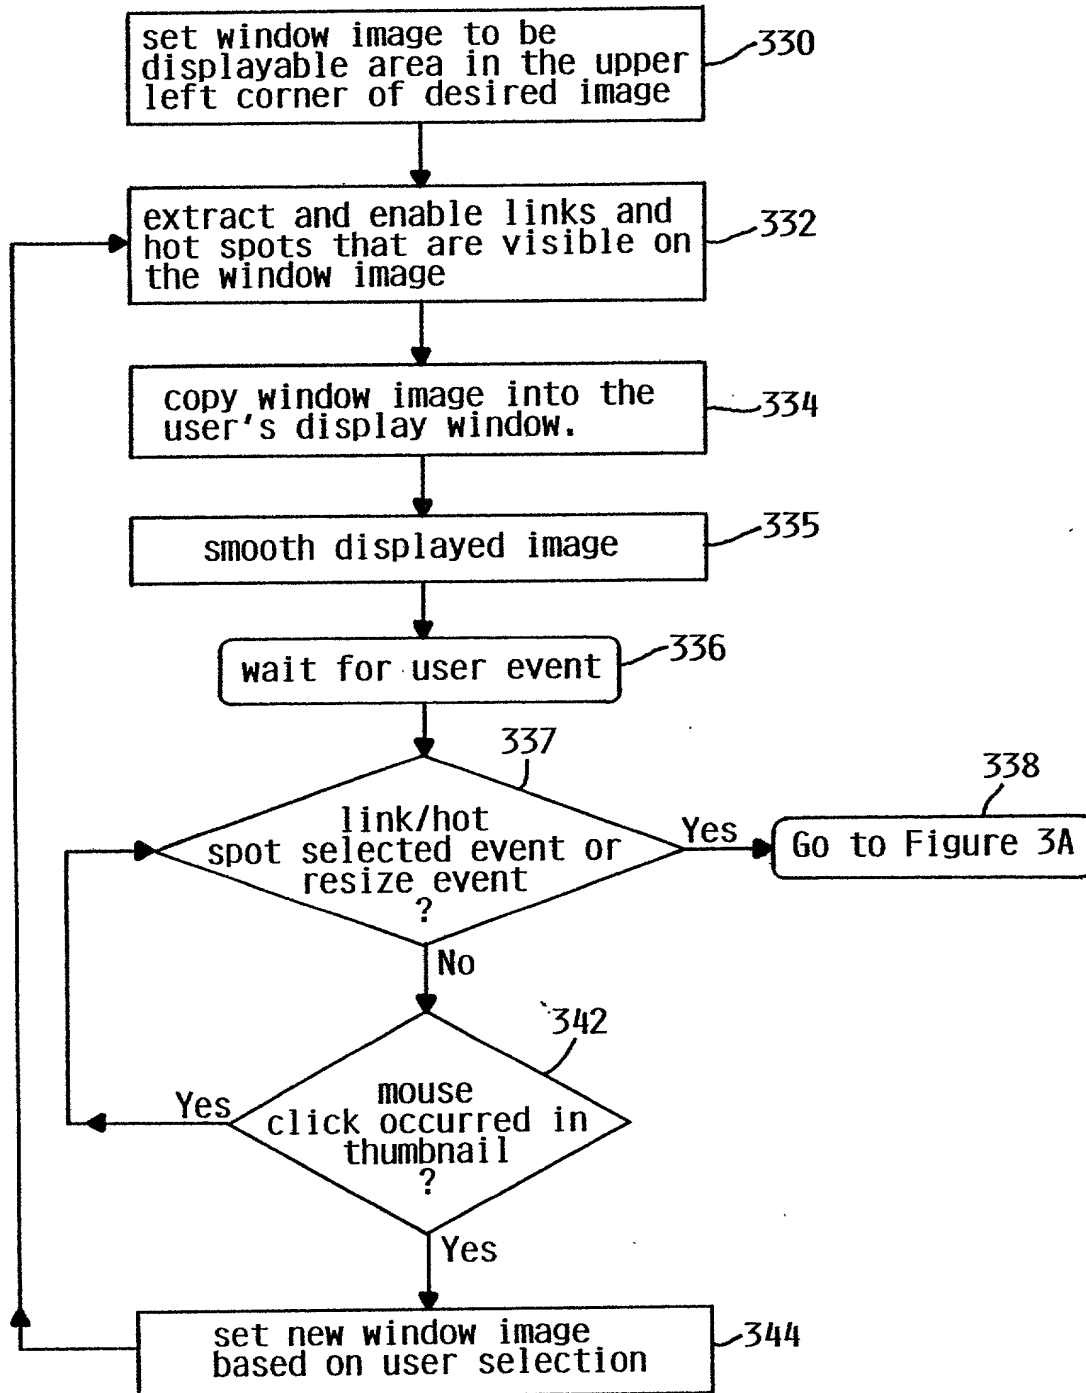 set window image to be
displayable area in the upper
left corner of desired image
330
extract and enable links and
hot spots that are visible on
the window image
332
copy window image into the
user's display window.
334
smooth displayed image
335
wait for user event
336
337
link/hot
spot selected event or
resize event
?
Yes
338
Go to Figure 3A
No
342
mouse
click occurred in
thumbnail
?
Yes
Yes
set new window image
based on user selection
344